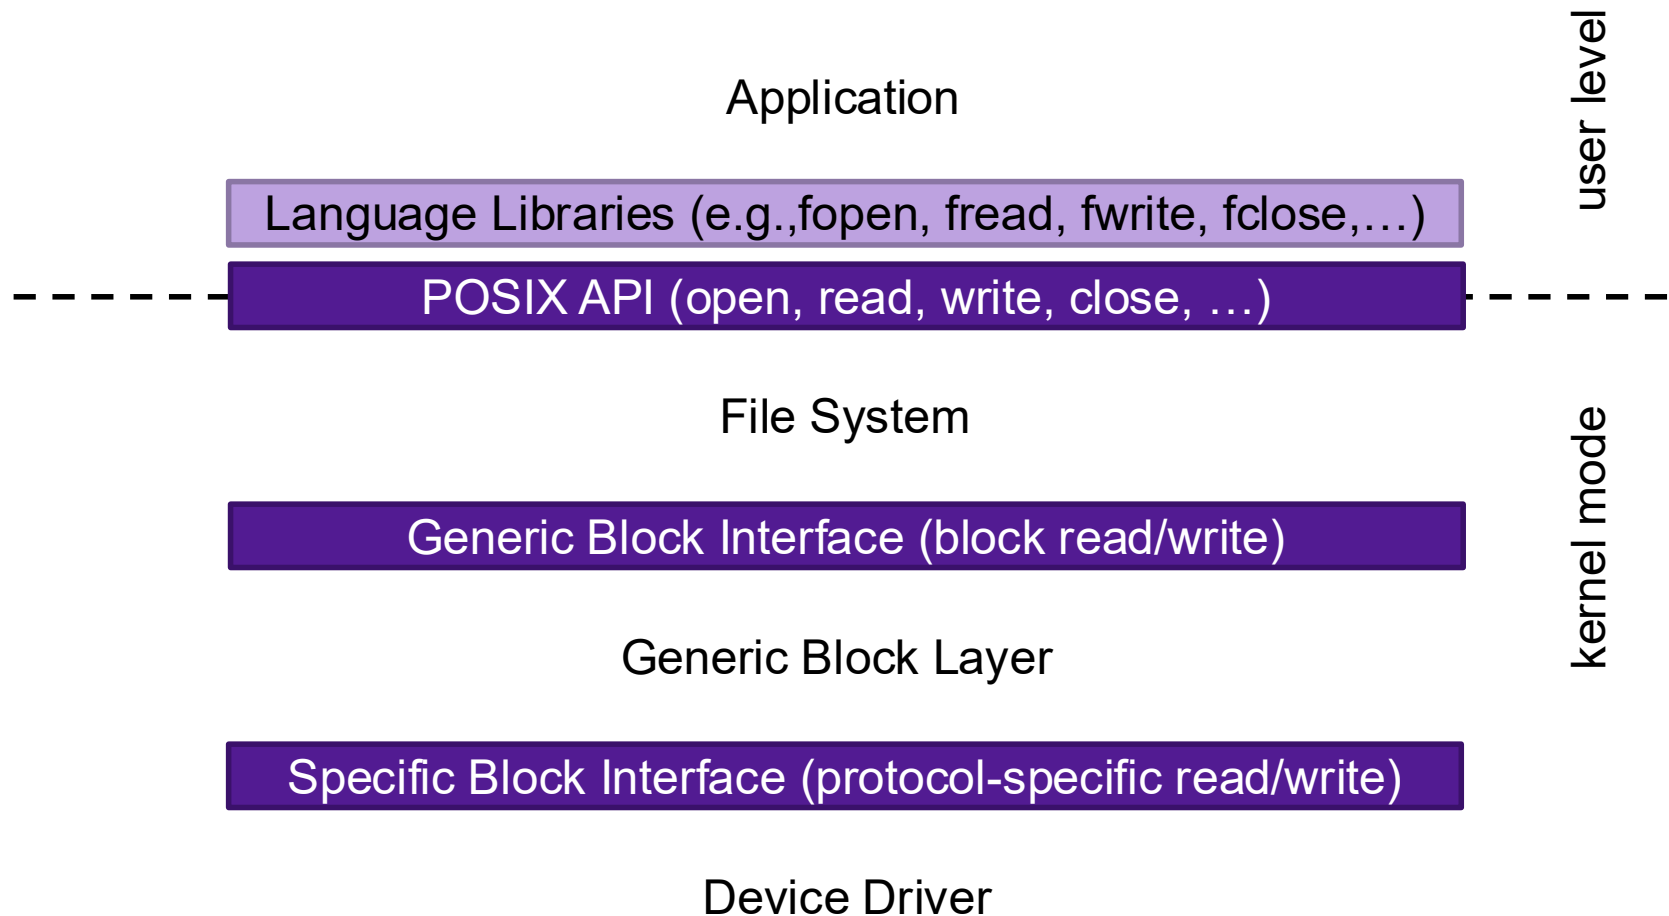 Application
user level
Language Libraries (e.g.,fopen, fread, fwrite, fclose,…)
POSIX API (open, read, write, close, …)
File System
kernel mode
Generic Block Interface (block read/write)
Generic Block Layer
Specific Block Interface (protocol-specific read/write)
Device Driver